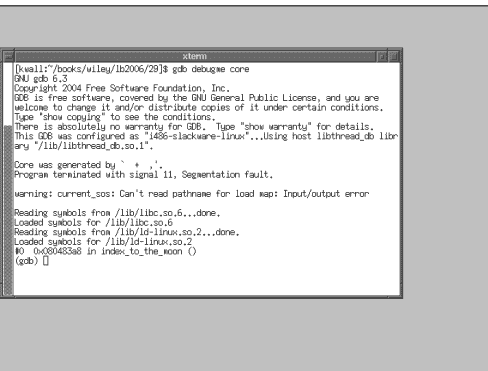 xterm
[kwall:~/books/wiley/lb2006/29]$ gdb debugme core
GNU gdb 6.3
Copyright 2004 Free Software Foundation, Inc.
GDB is free software, covered by the GNU General Public License, and you are
welcome to change it and/or distribute copies of it under certain conditions.
Type "show copying" to see the conditions.
There is absolutely no warranty for GDB.  Type "show warranty" for details.
This GDB was configured as "i486-slackware-linux"...Using host libthread_db libr
ary "/lib/libthread_db.so.1".
Core was generated by `  +  ,'.
Program terminated with signal 11, Segmentation fault.
warning: current_sos: Can't read pathname for load map: Input/output error
Reading symbols from /lib/libc.so.6...done.
Loaded symbols for /lib/libc.so.6
Reading symbols from /lib/ld-linux.so.2...done.
Loaded symbols for /lib/ld-linux.so.2
#0  0x080483a8 in index_to_the_moon ()
(gdb)